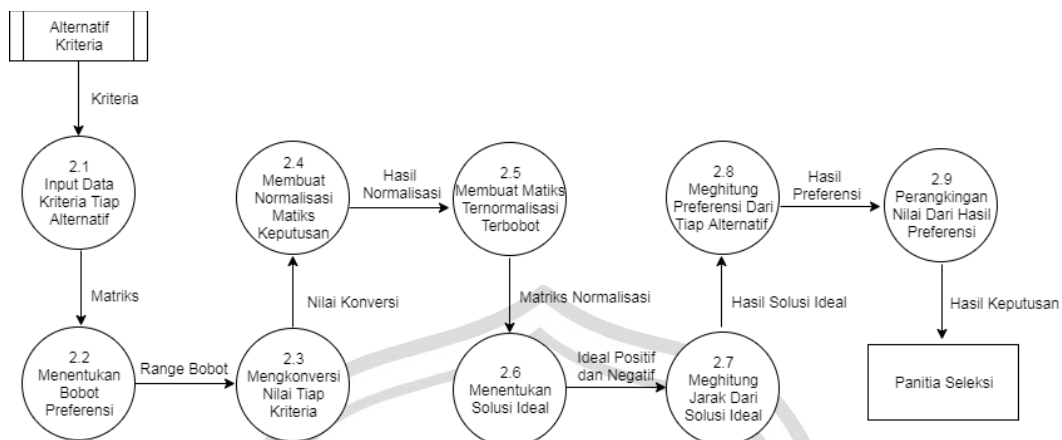 Alternatif
Kriteria
Kriteria
2.1
Input Data
Kriteria Tiap
Alternatif
Matriks
2.2
Menentukan
Bobot
Preferensi
Range Bobot
2.3
Mengkonversi
Nilai Tiap
Kriteria
Nilai Konversi
2.4
Membuat
Normalisasi
Matiks
Keputusan
Hasil
Normalisasi
2.5
Membuat Matiks
Ternormalisasi
Terbobot
Matriks Normalisasi
2.6
Menentukan
Solusi Ideal
Ideal Positif
dan Negatif
2.7
Meghitung
Jarak Dari
Solusi Ideal
Hasil Solusi Ideal
2.8
Meghitung
Preferensi Dari
Tiap Alternatif
Hasil
Preferensi
2.9
Perangkingan
Nilai Dari Hasil
Preferensi
Hasil Keputusan
Panitia Seleksi